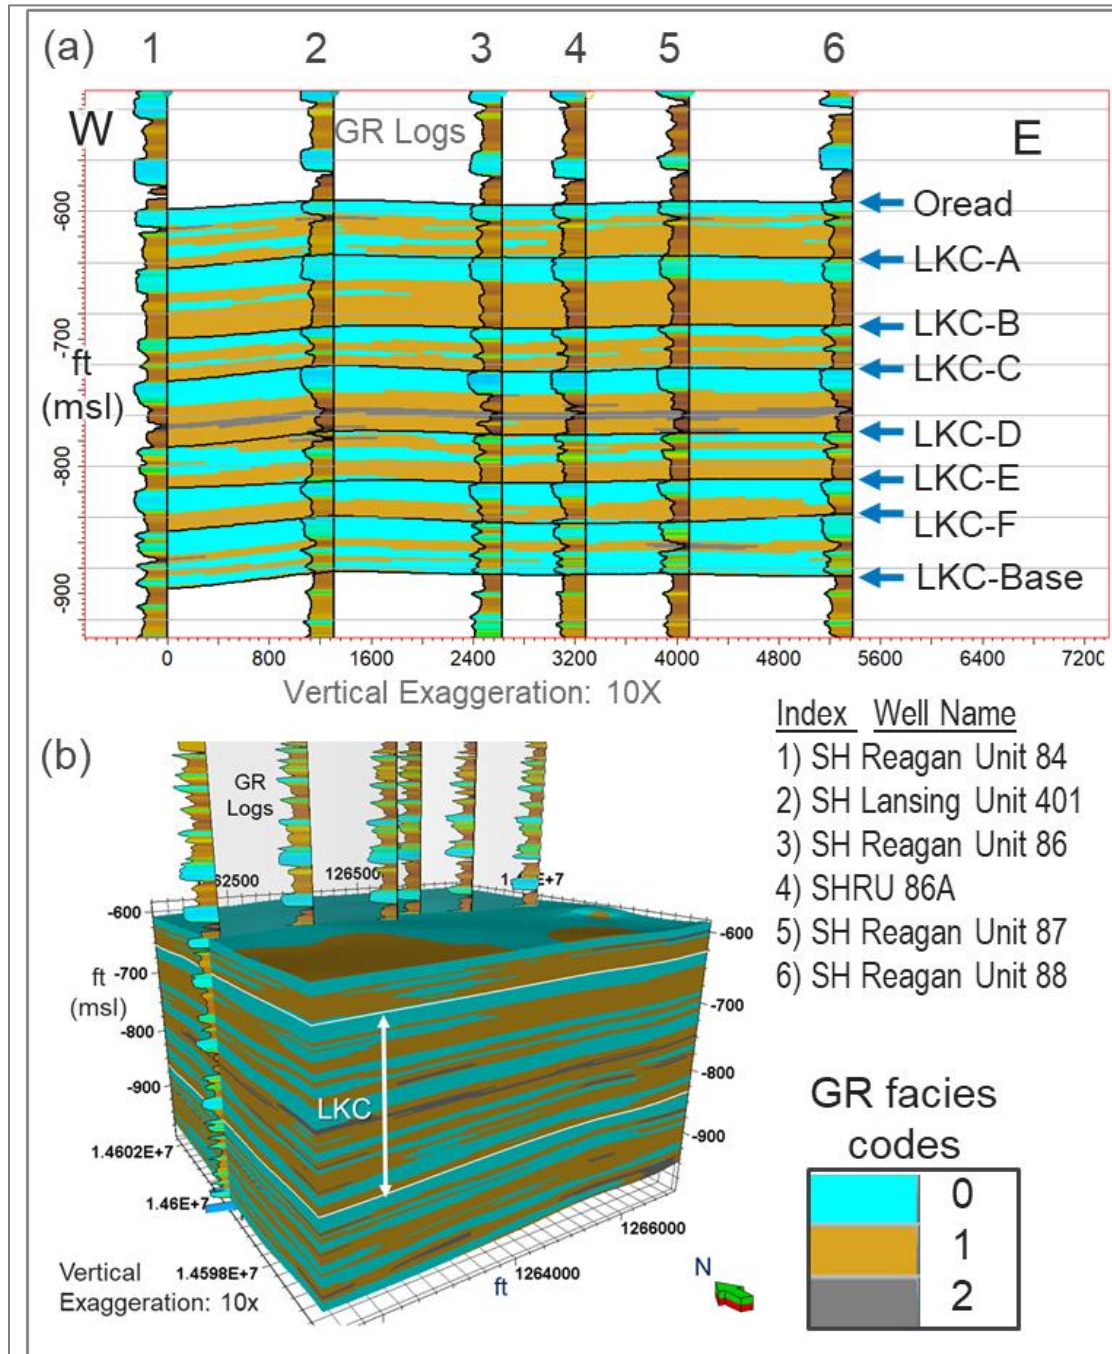 (a) 1 2 3 4 5 6
W GR Logs E
Oread
-600
LKC-A
LKC-B
-700
ft
(msl)
LKC-C
LKC-D
-800
LKC-E
LKC-F
LKC-Base
-900
0 800 1600 2400 3200 4000 4800 5600 6400 7200
Vertical Exaggeration: 10X
Index Well Name
1) SH Reagan Unit 84
2) SH Lansing Unit 401
3) SH Reagan Unit 86
4) SHRU 86A
5) SH Reagan Unit 87
6) SH Reagan Unit 88
(b)
GR
Logs
62500 126500
-600 -600
ft
(msl)
-700 -700
-800 -800
-900 -900
LKC
1.4602E+7
1.46E+7
1.4598E+7
1266000
1264000
ft
N
Vertical
Exaggeration: 10x
GR facies
codes
0
1
2